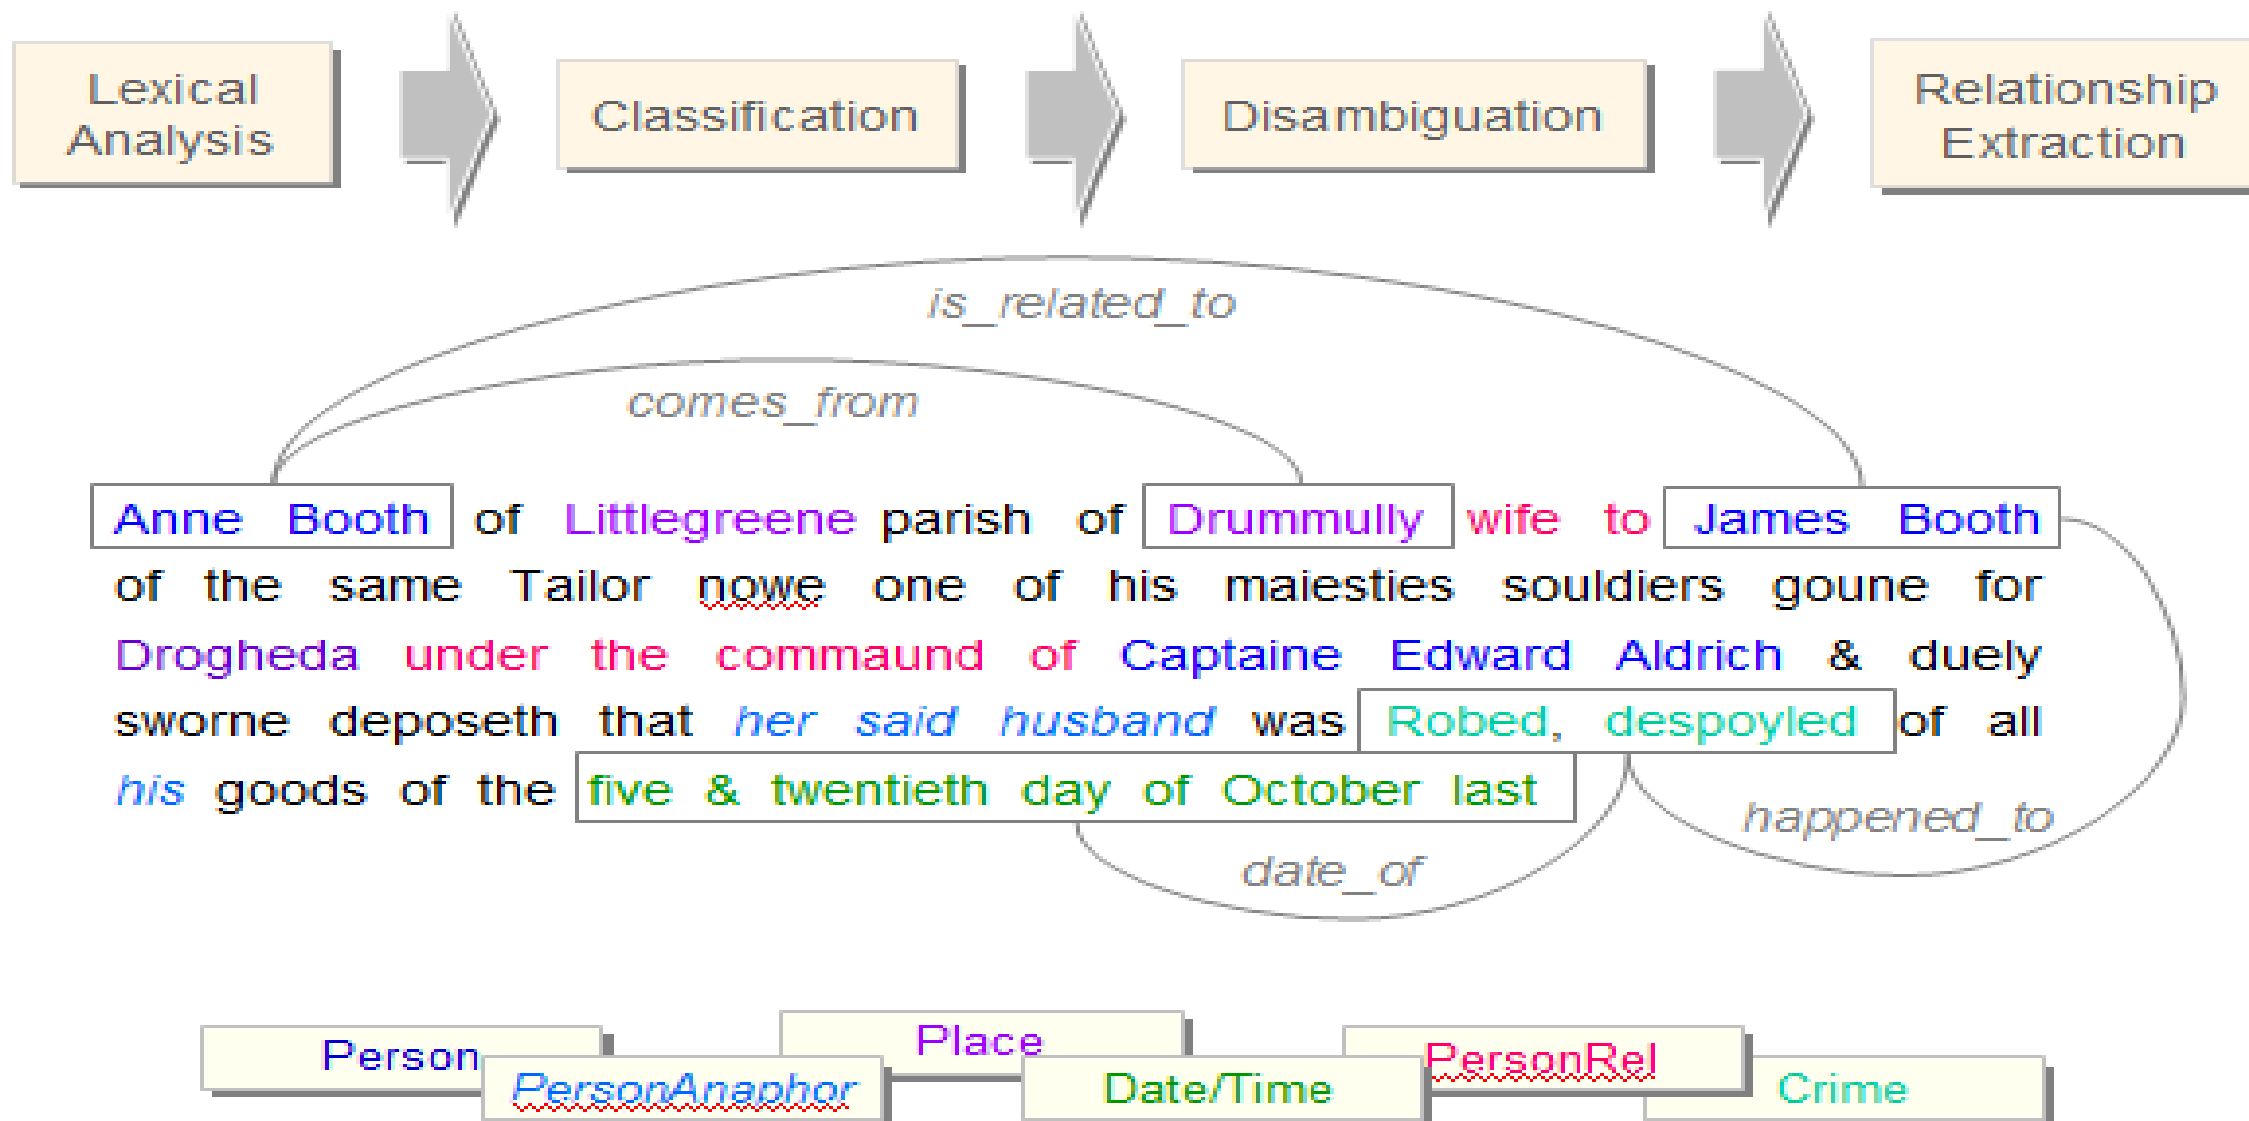 Lexical
Analysis
Classification
Disambiguation
Relationship
Extraction
is_related_to
comes_from
Anne Booth of Littlegreene parish of Drummully wife to James Booth
of the same Tailor nowe one of his maiesties souldiers goune for
Drogheda under the commaund of Captaine Edward Aldrich & duely
sworne deposeth that her said husband was Robed, despoyled of all
his goods of the five & twentieth day of October last
happened_to
date_of
Person
PersonAnaphor
Place
Date/Time
PersonRel
Crime